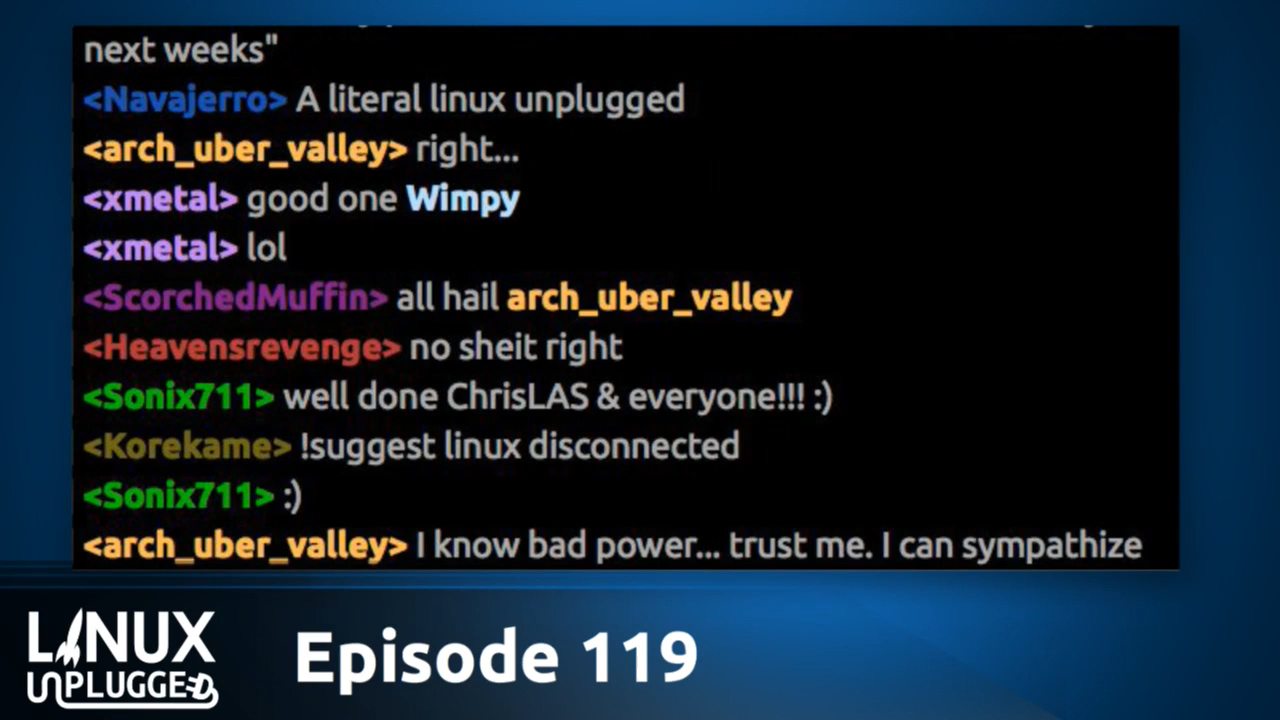 next weeks"
<Navajerro> A literal linux unplugged
<arch_uber_valley> right...
<xmetal> good one Wimpy
<xmetal> lol
<ScorchedMuffin> all hail arch_uber_valley
<Heavensrevenge> no sheit right
<Sonix711> well done ChrisLAS & everyone!!! :)
<Korekame> !suggest linux disconnected
<Sonix711> :)
<arch_uber_valley> I know bad power... trust me. I can sympathize
LINUX
UNPLUGGED
Episode 119